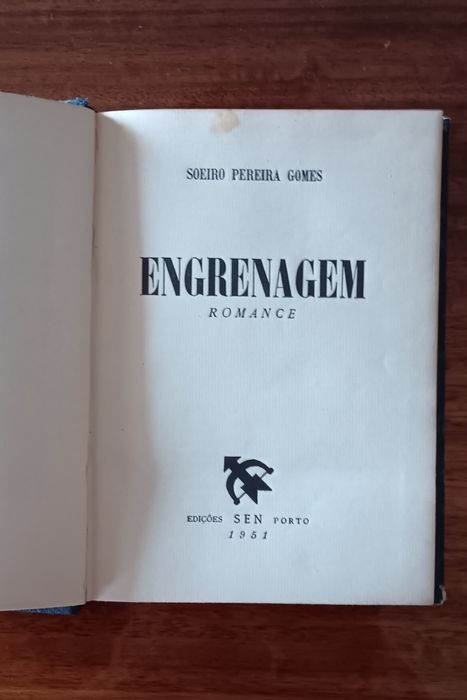 SOEIRO PEREIRA GOMES
ENGRENAGEM
ROMANCE
EDIÇÕES SEN PORTO
1951